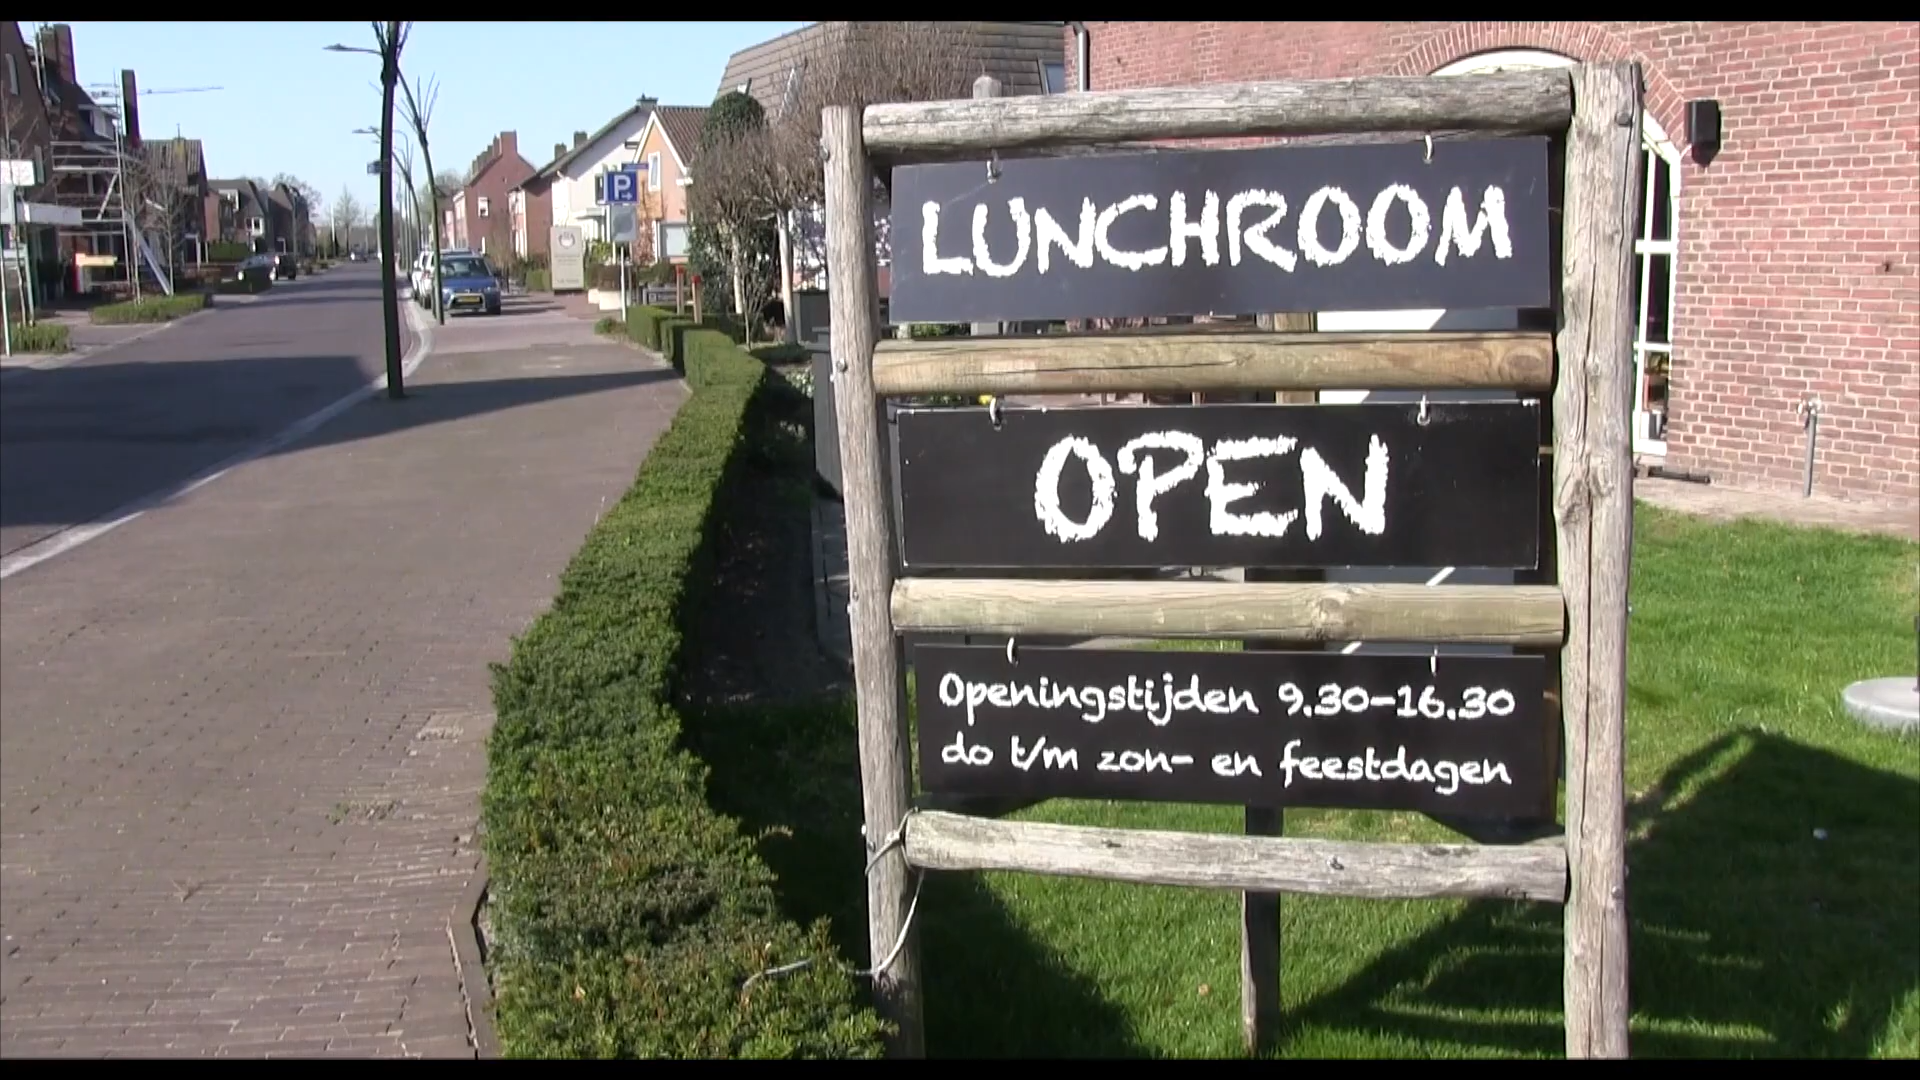 LUNCHROOM
OPEN
Openingstijden 9.30-16.30
do t/m zon- en feestdagen
P